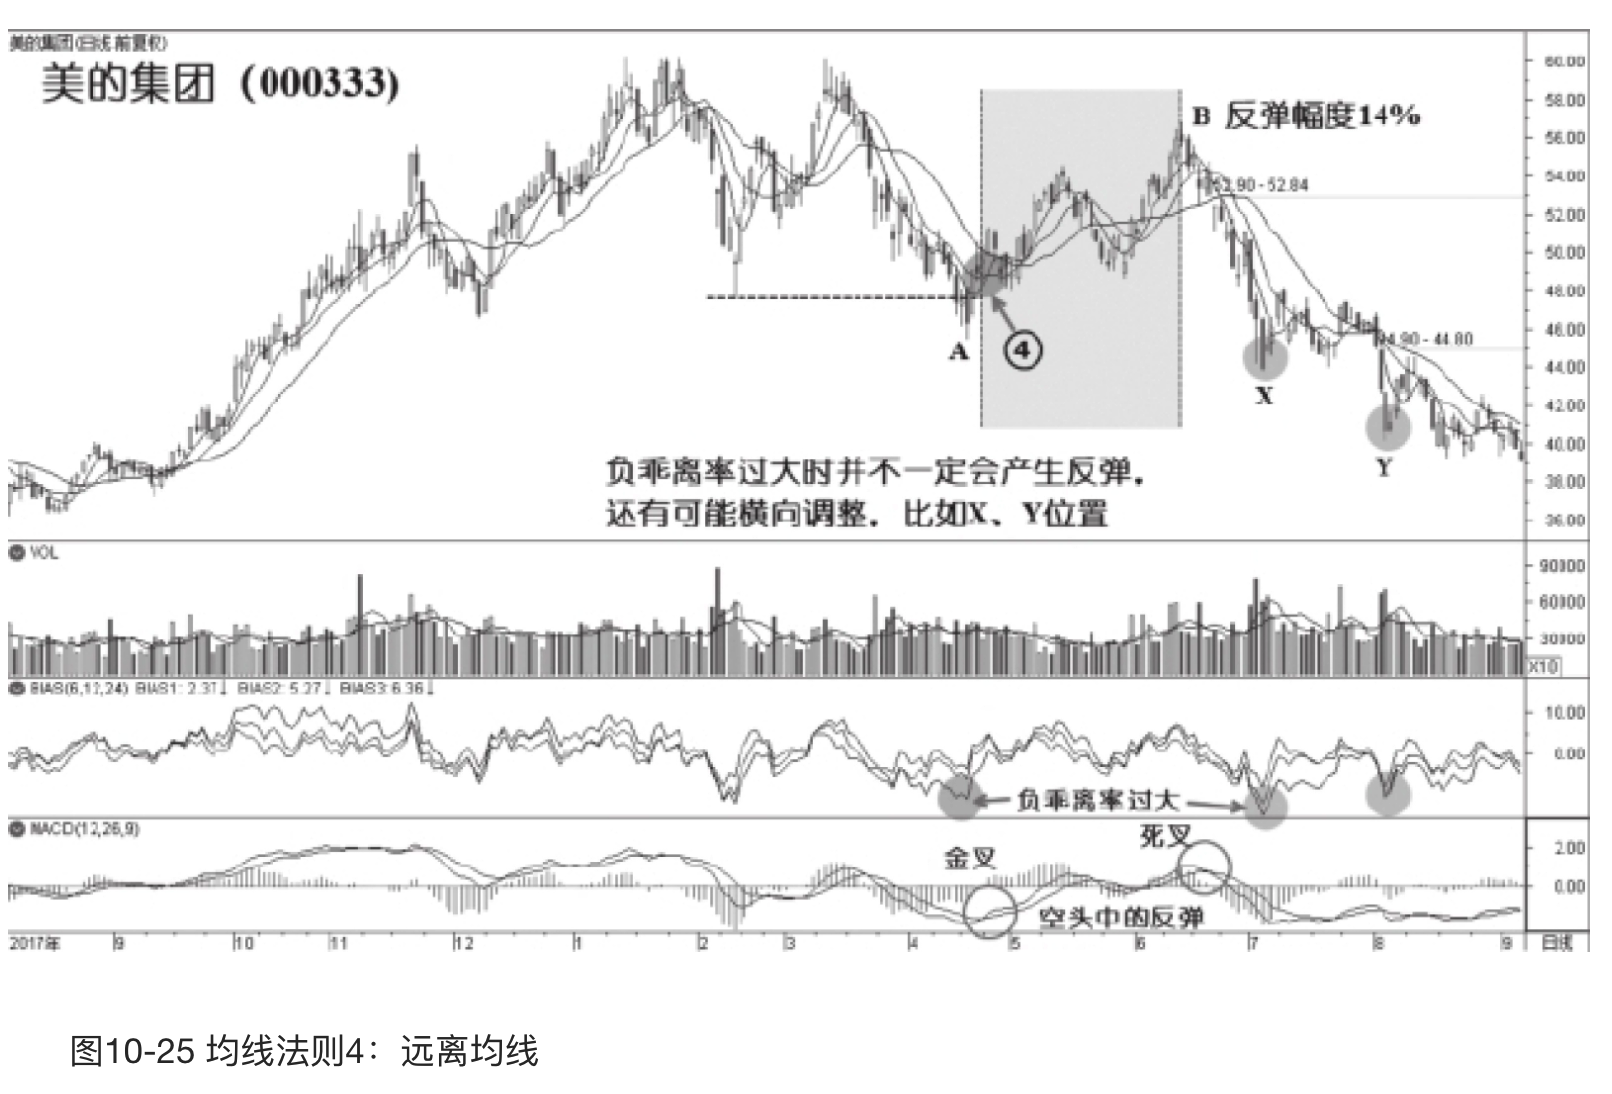 美的集团(日线 前复权)
美的集团（000333）
B 反弹幅度14%
52.90 - 52.84
A
④
X
44.90 - 44.80
Y
负乖离率过大时并不一定会产生反弹.
还有可能横向调整. 比如X、Y位置
60.00
58.00
56.00
54.00
52.00
50.00
48.00
46.00
44.00
42.00
40.00
38.00
36.00
VOL
90000
60000
30000
X10
BIAS(6,12,24) BIAS1: 2.37↓ BIAS2: 5.27↓ BIAS3: 6.36↓
10.00
0.00
负乖离率过大
MACD(12,26,9)
金叉
死叉
空头中的反弹
2.00
0.00
2017年 9 10 11 12 1 2 3 4 5 6 7 8 9 日线
图10-25 均线法则4：远离均线